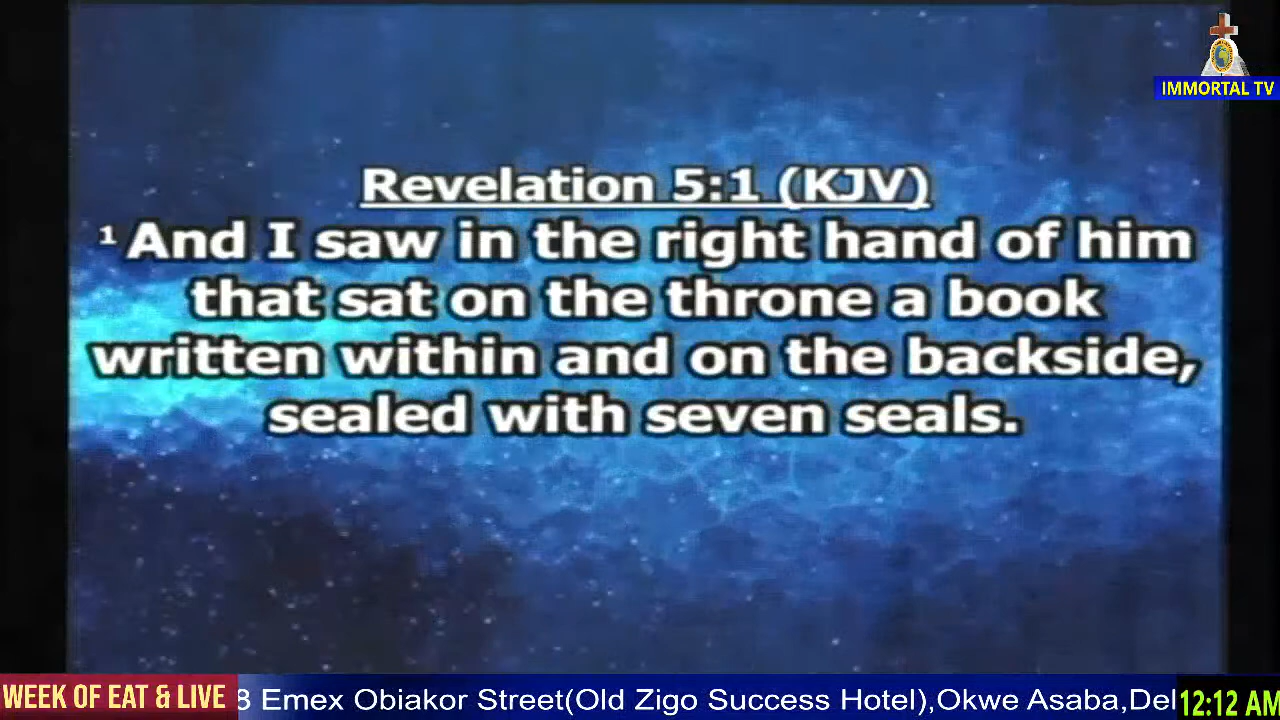 IMMORTAL TV
Revelation 5:1 (KJV)
1 And I saw in the right hand of him
that sat on the throne a book
written within and on the backside,
sealed with seven seals.
WEEK OF EAT & LIVE
8 Emex Obiakor Street(Old Zigo Success Hotel),Okwe Asaba,Del
12:12 AM